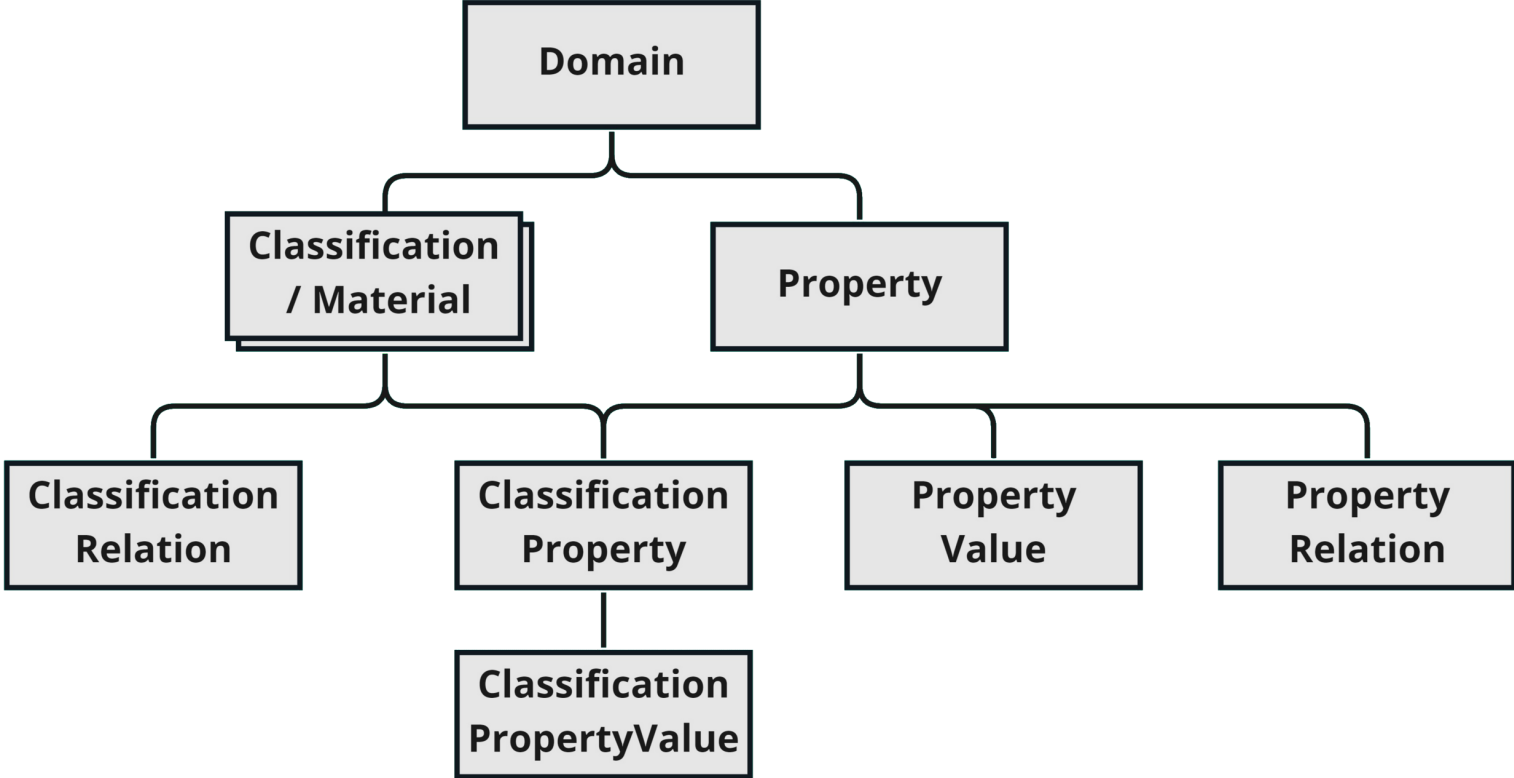 Domain
Classification
/ Material
Property
Classification
Relation
Classification
Property
Property
Value
Property
Relation
Classification
PropertyValue